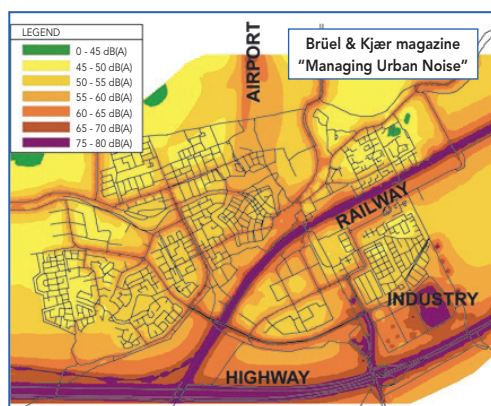 LEGEND
0 - 45 dB(A)
45 - 50 dB(A)
50 - 55 dB(A)
55 - 60 dB(A)
60 - 65 dB(A)
65 - 70 dB(A)
75 - 80 dB(A)
Brüel & Kjær magazine
“Managing Urban Noise”
AIRPORT
RAILWAY
INDUSTRY
HIGHWAY